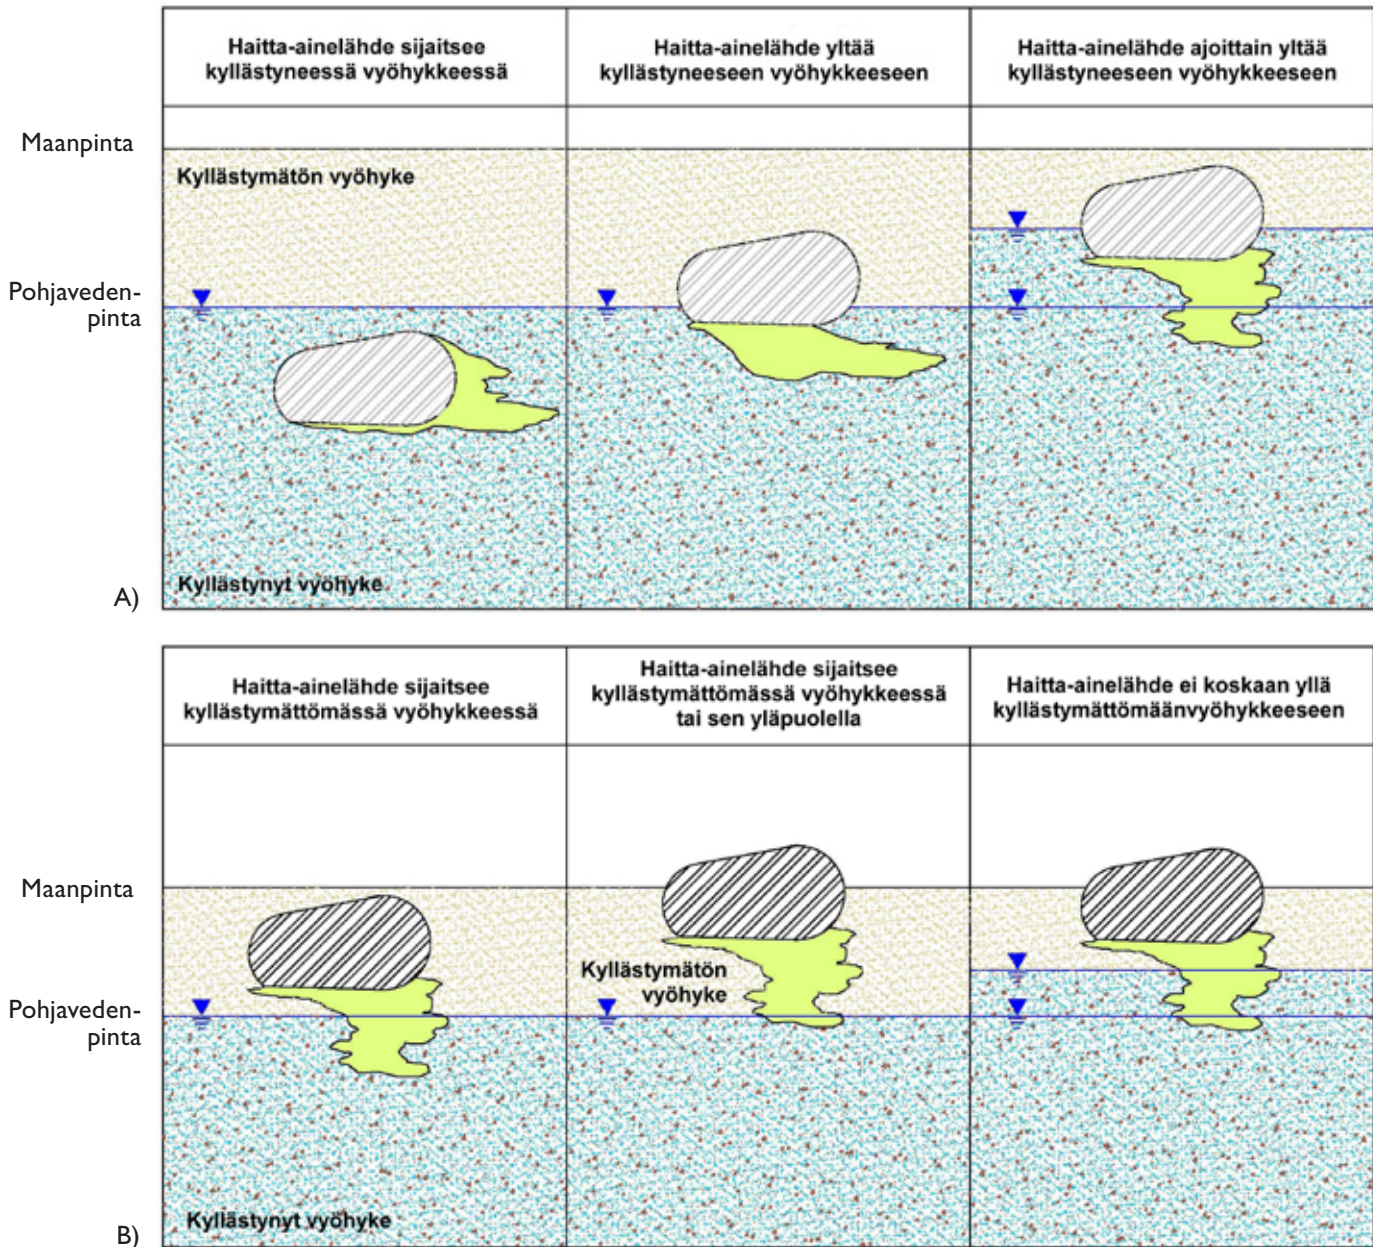 Haitta-ainelähde sijaitsee
kyllästyneessä vyöhykkeessä
Haitta-ainelähde yltää
kyllästyneeseen vyöhykkeeseen
Haitta-ainelähde ajoittain yltää
kyllästyneeseen vyöhykkeeseen
Maanpinta
Kyllästymätön vyöhyke
Pohjaveden-
pinta
Kyllästynyt vyöhyke
A)
Haitta-ainelähde sijaitsee
kyllästymättömässä vyöhykkeessä
Haitta-ainelähde sijaitsee
kyllästymättömässä vyöhykkeessä
tai sen yläpuolella
Haitta-ainelähde ei koskaan yllä
kyllästymättömäänvyöhykkeeseen
Maanpinta
Kyllästymätön
vyöhyke
Pohjaveden-
pinta
Kyllästynyt vyöhyke
B)